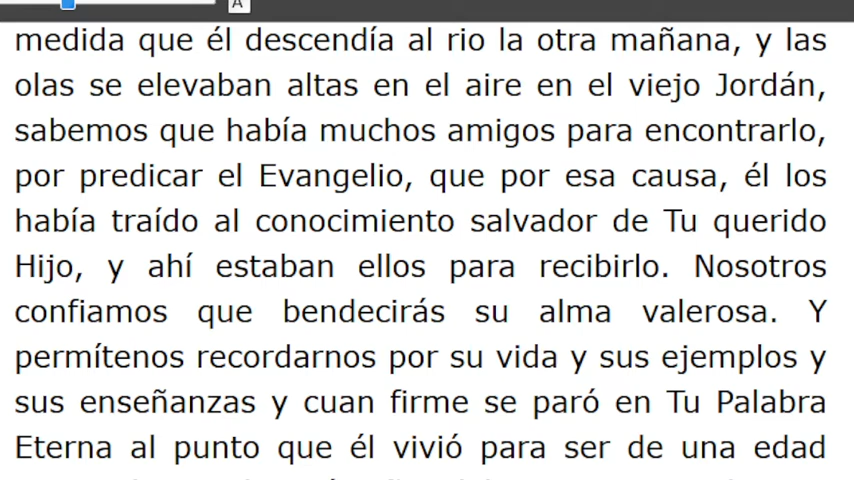 A
medida que él descendía al rio la otra mañana, y las
olas se elevaban altas en el aire en el viejo Jordán,
sabemos que había muchos amigos para encontrarlo,
por predicar el Evangelio, que por esa causa, él los
había traído al conocimiento salvador de Tu querido
Hijo, y ahí estaban ellos para recibirlo. Nosotros
confiamos que bendecirás su alma valerosa. Y
permítenos recordarnos por su vida y sus ejemplos y
sus enseñanzas y cuan firme se paró en Tu Palabra
Eterna al punto que él vivió para ser de una edad